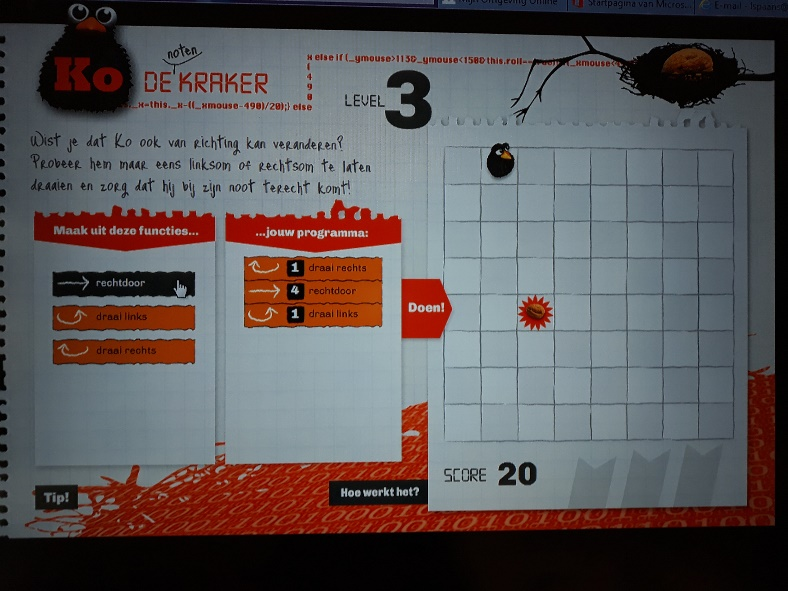 Ko
noten
DE KRAKER
x else if (_ymouse>113&_ymouse<158&this.roll
_x=this._x-((_xmouse-490)/20);} else
LEVEL 3
Wist je dat Ko ook van richting kan veranderen?
Probeer hem maar eens linksom of rechtsom te laten
draaien en zorg dat hij bij zijn noot terecht komt!
Maak uit deze functies...
rechtdoor
draai links
draai rechts
...jouw programma:
1 draai rechts
4 rechtdoor
1 draai links
Doen!
SCORE 20
Tip!
Hoe werkt het?
Startpagina van Micros...